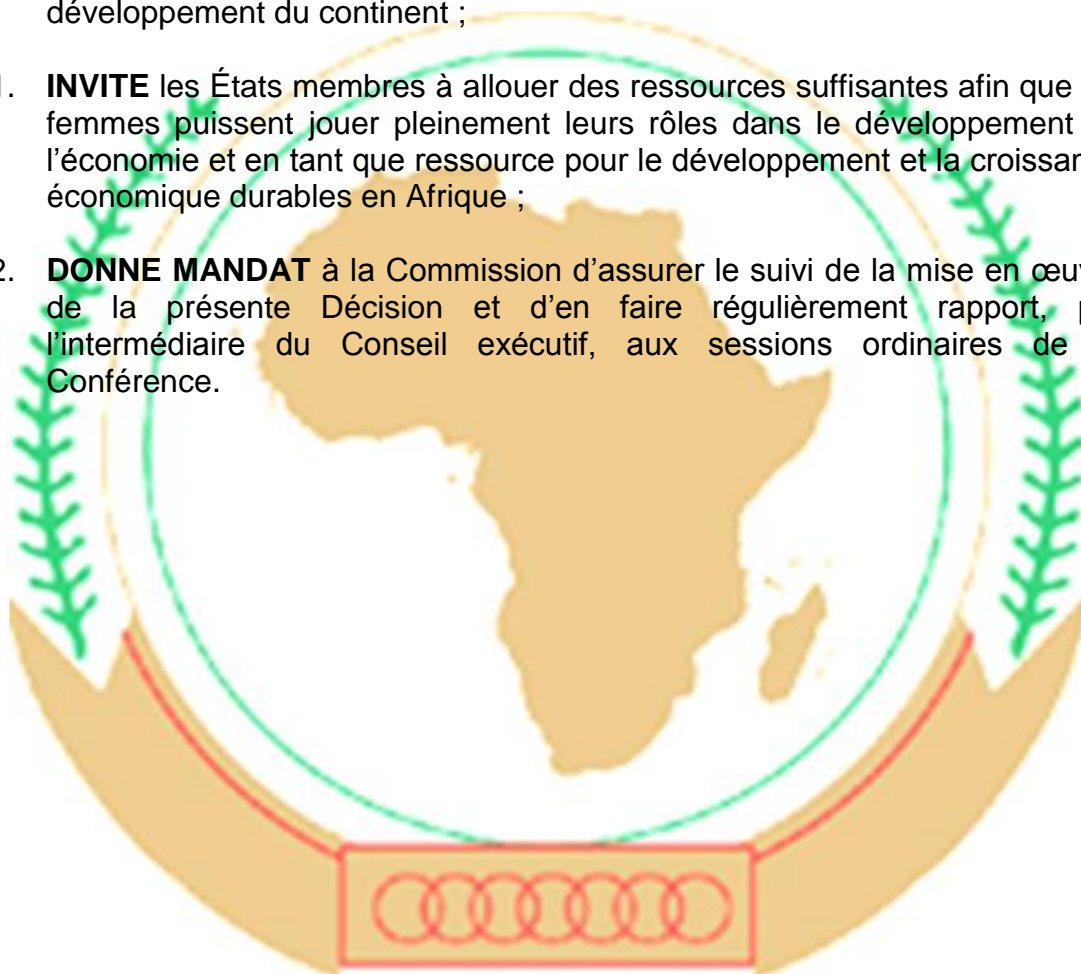 développement du continent ;
1. INVITE les États membres à allouer des ressources suffisantes afin que
femmes puissent jouer pleinement leurs rôles dans le développement
l’économie et en tant que ressource pour le développement et la
économique durables en Afrique ;
2. DONNE MANDAT à la Commission d’assurer le suivi de la mise en
de la présente Décision et d’en faire régulièrement rapport,
l’intermédiaire du Conseil exécutif, aux sessions ordinaires de
Conférence.